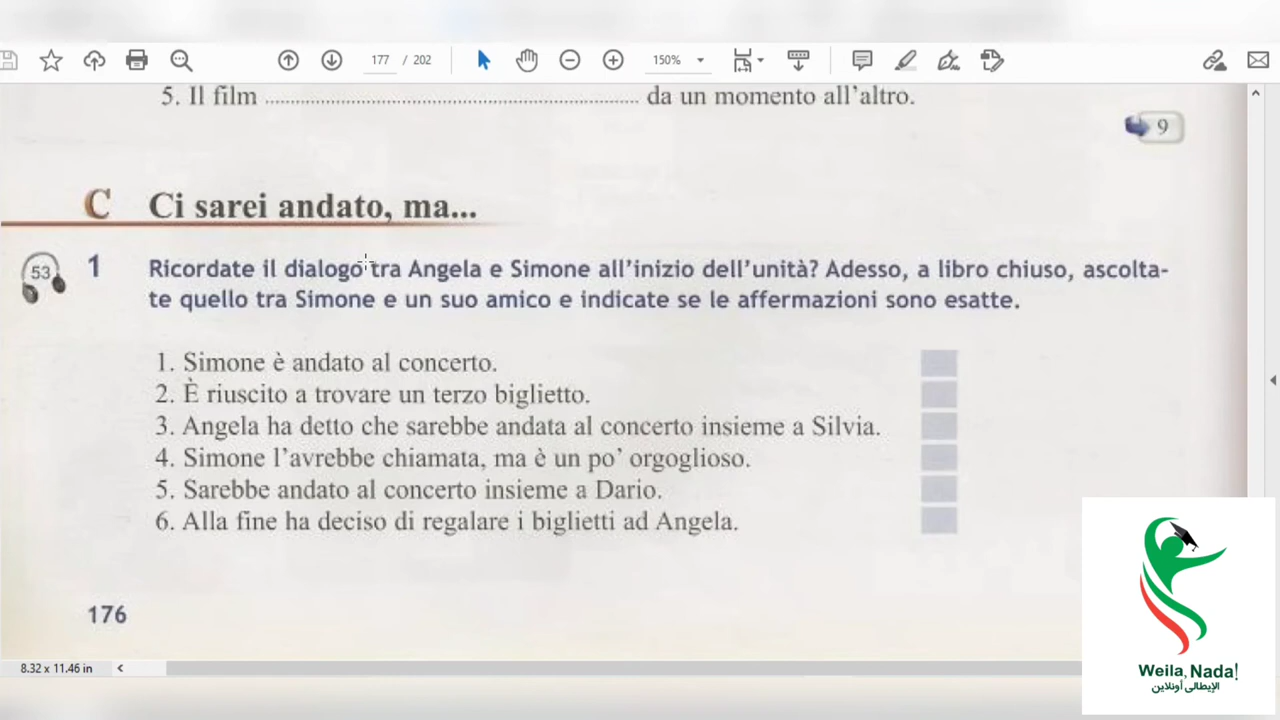 177 / 202
150%
5. Il film ........................................................ da un momento all'altro.
9
C Ci sarei andato, ma...
53
1 Ricordate il dialogo tra Angela e Simone all'inizio dell'unità? Adesso, a libro chiuso, ascolta-
te quello tra Simone e un suo amico e indicate se le affermazioni sono esatte.
1. Simone è andato al concerto.
2. È riuscito a trovare un terzo biglietto.
3. Angela ha detto che sarebbe andata al concerto insieme a Silvia.
4. Simone l'avrebbe chiamata, ma è un po' orgoglioso.
5. Sarebbe andato al concerto insieme a Dario.
6. Alla fine ha deciso di regalare i biglietti ad Angela.
176
8.32 x 11.46 in
Weila, Nada!
الإيطالى أونلاين